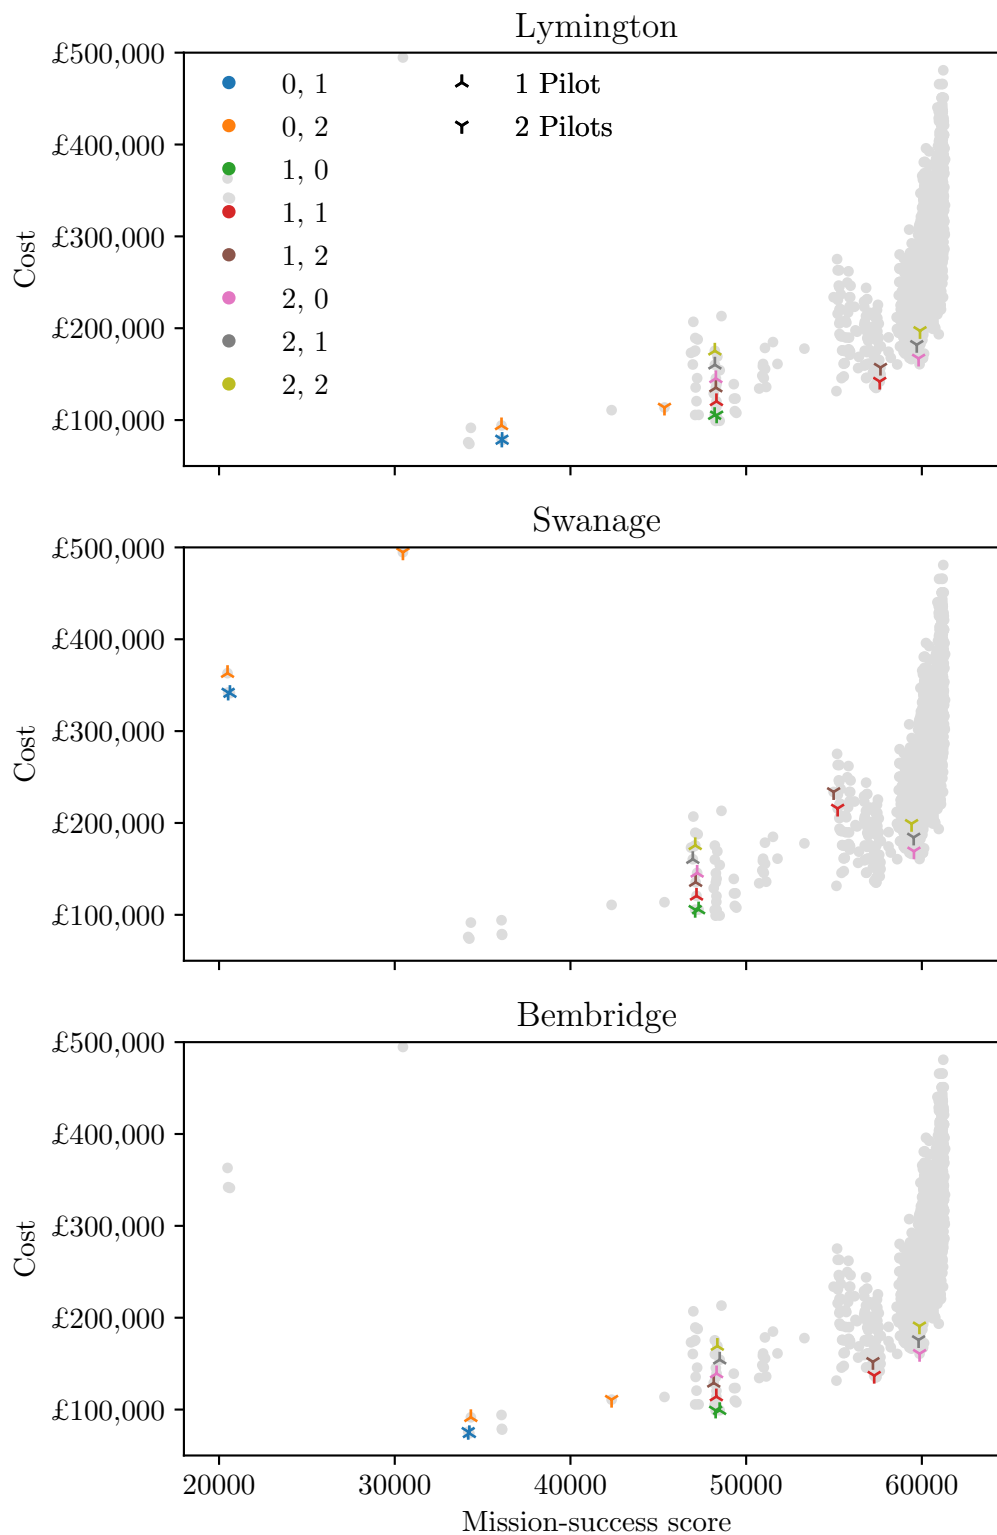 Lymington
£500,000
£400,000
£300,000
£200,000
£100,000
Cost
0, 1
0, 2
1, 0
1, 1
1, 2
2, 0
2, 1
2, 2
1 Pilot
2 Pilots
Swanage
£500,000
£400,000
£300,000
£200,000
£100,000
Cost
Bembridge
£500,000
£400,000
£300,000
£200,000
£100,000
Cost
20000 30000 40000 50000 60000
Mission-success score